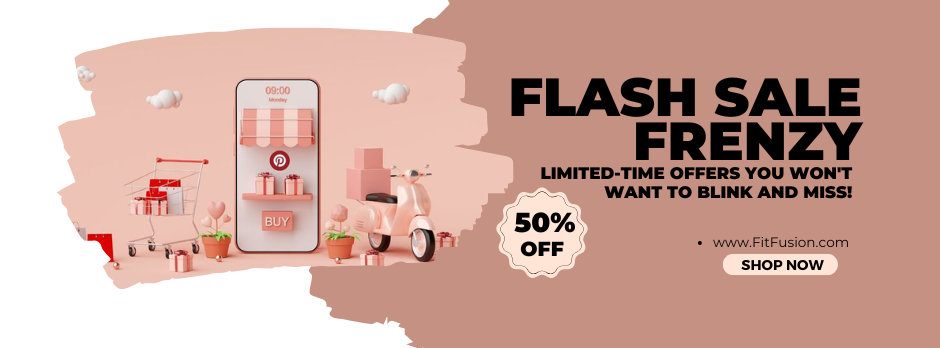 09:00
Monday
BUY
FLASH SALE
FRENZY
LIMITED-TIME OFFERS YOU WON'T
WANT TO BLINK AND MISS!
50%
OFF
• www.FitFusion.com
SHOP NOW